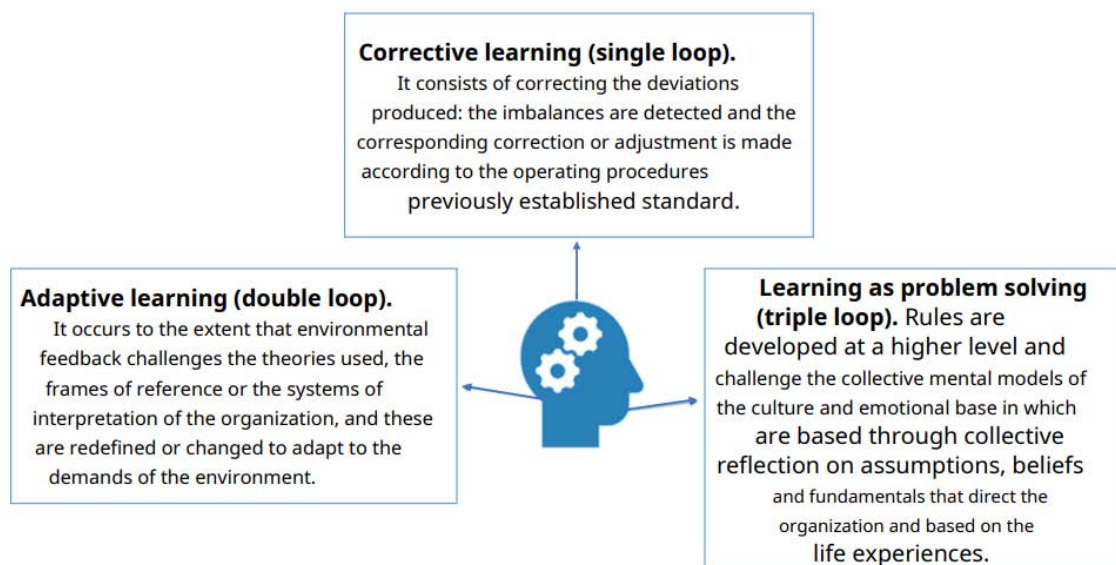 Corrective learning (single loop).
It consists of correcting the deviations
produced: the imbalances are detected and the
corresponding correction or adjustment is made
according to the operating procedures
previously established standard.
Adaptive learning (double loop).
It occurs to the extent that environmental
feedback challenges the theories used, the
frames of reference or the systems of
interpretation of the organization, and these
are redefined or changed to adapt to the
demands of the environment.
Learning as problem solving
(triple loop). Rules are
developed at a higher level and
challenge the collective mental models of
the culture and emotional base in which
are based through collective
reflection on assumptions, beliefs
and fundamentals that direct the
organization and based on the
life experiences.